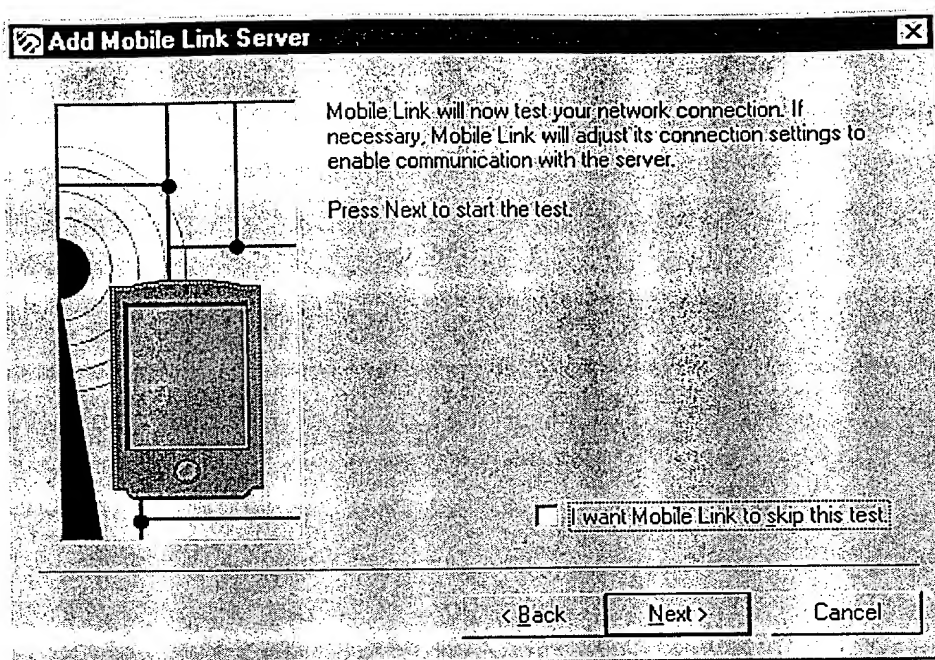 Add Mobile Link Server
Mobile Link will now test your network connection. If
necessary, Mobile Link will adjust its connection settings to
enable communication with the server.
Press Next to start the test.
I want Mobile Link to skip this test.
< Back
Next >
Cancel